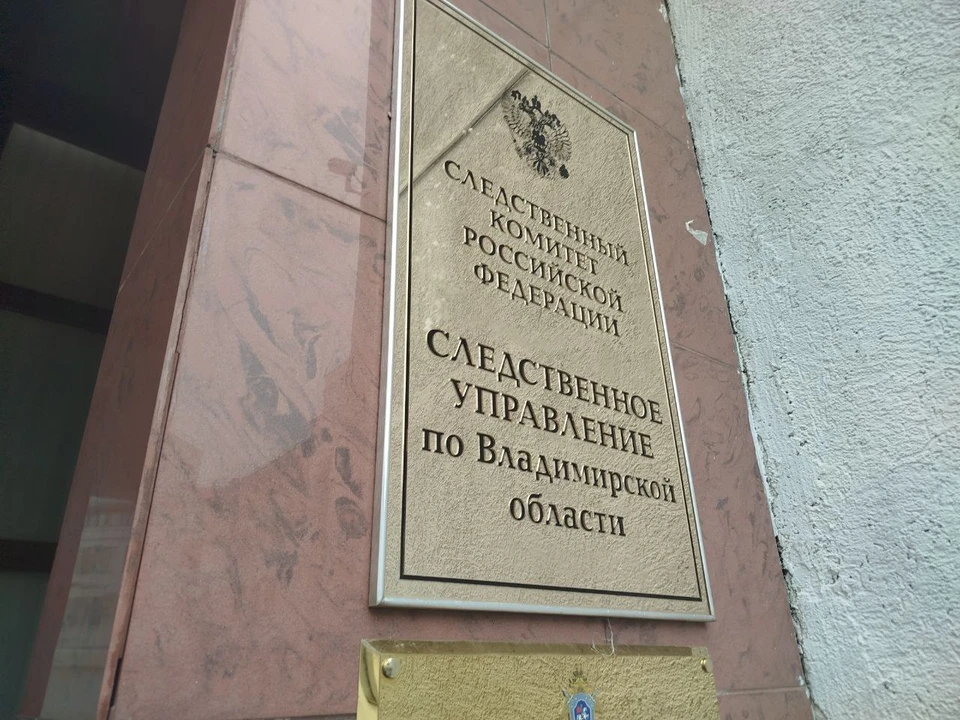 СЛЕДСТВЕННЫЙ
КОМИТЕТ
РОССИЙСКОЙ
ФЕДЕРАЦИИ
СЛЕДСТВЕННОЕ
УПРАВЛЕНИЕ
по Владимирской
области